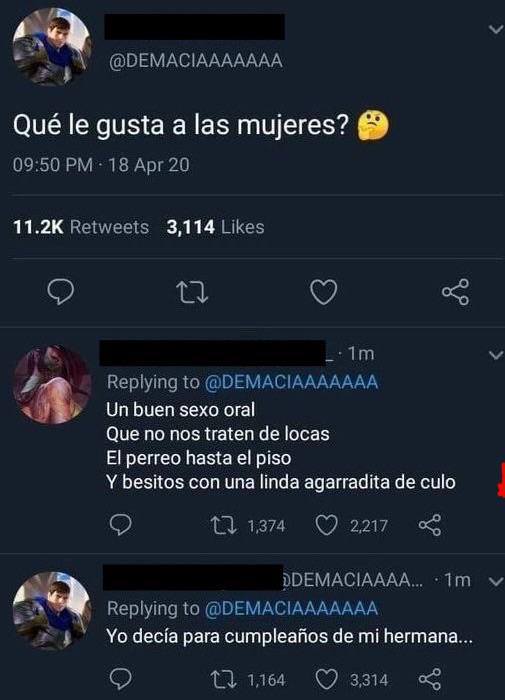 @DEMACIAAAAAAA
Qué le gusta a las mujeres? 🤔
09:50 PM · 18 Apr 20
11.2K Retweets 3,114 Likes
_ · 1m
Replying to @DEMACIAAAAAAA
Un buen sexo oral
Que no nos traten de locas
El perreo hasta el piso
Y besitos con una linda agarradita de culo
1,374 2,217
@DEMACIAAAA... · 1m
Replying to @DEMACIAAAAAAA
Yo decía para cumpleaños de mi hermana...
1,164 3,314